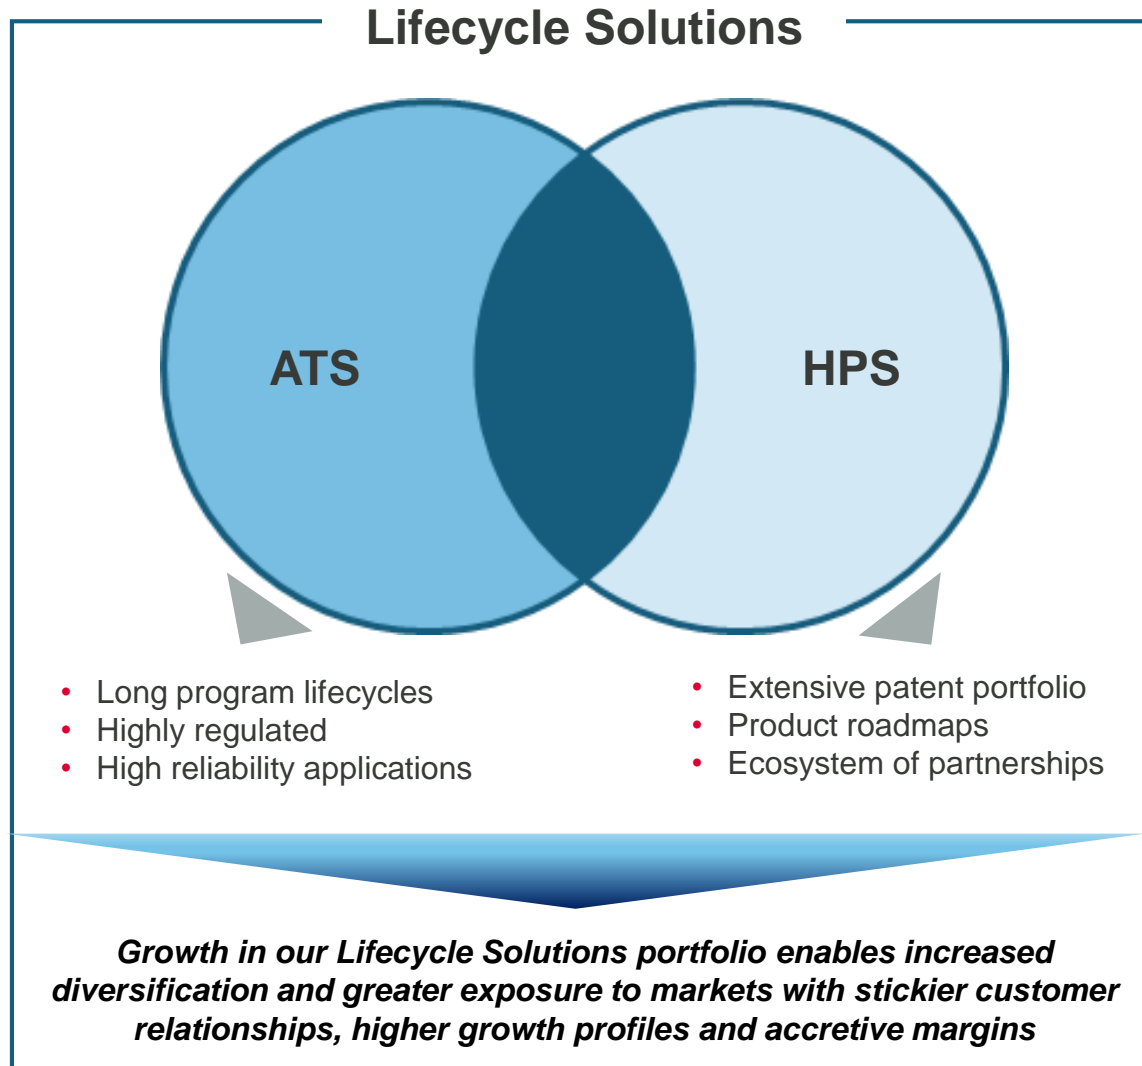 Lifecycle Solutions
ATS
HPS
• Long program lifecycles
• Highly regulated
• High reliability applications
• Extensive patent portfolio
• Product roadmaps
• Ecosystem of partnerships
Growth in our Lifecycle Solutions portfolio enables increased
diversification and greater exposure to markets with stickier customer
relationships, higher growth profiles and accretive margins